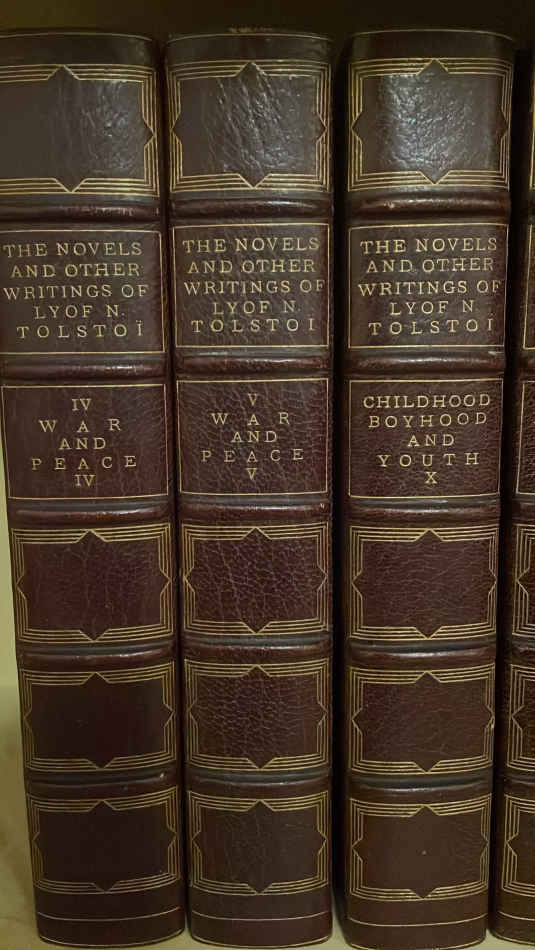 THE NOVELS
AND OTHER
WRITINGS OF
LYOF N.
TOLSTOÏ
IV
WAR
AND
PEACE
IV
THE NOVELS
AND OTHER
WRITINGS OF
LYOF N.
TOLSTOI
V
WAR
AND
PEACE
V
THE NOVELS
AND OTHER
WRITINGS OF
LYOF N
TOLSTOI
CHILDHOOD
BOYHOOD
AND
YOUTH
X